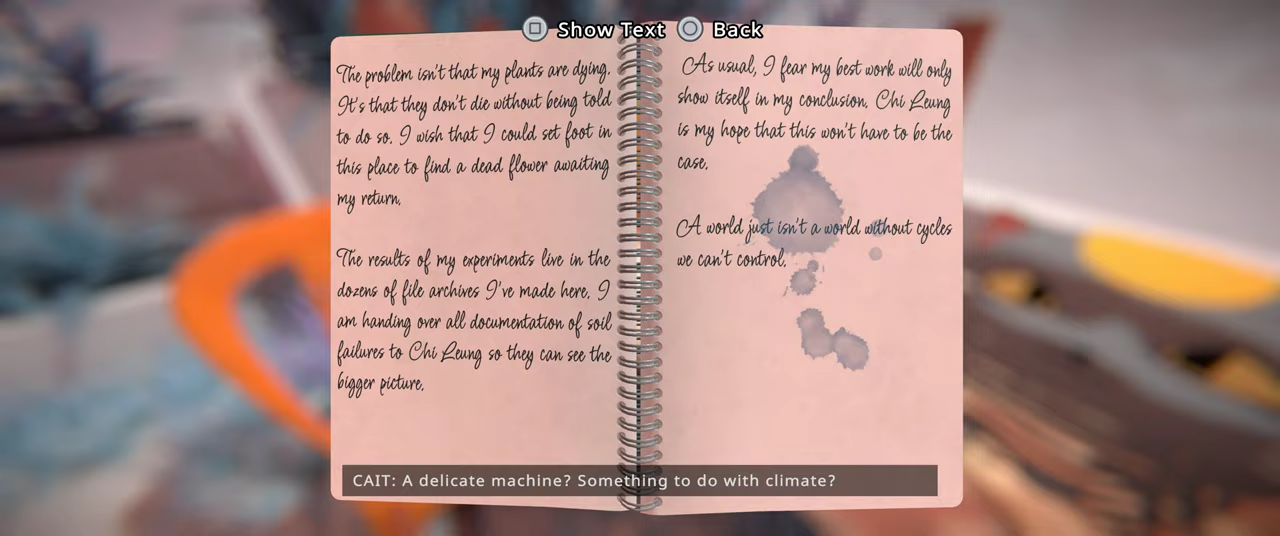 Show Text Back
The problem isn't that my plants are dying.
It's that they don't die without being told
to do so. I wish that I could set foot in
this place to find a dead flower awaiting
my return.
The results of my experiments live in the
dozens of file archives I've made here. I
am handing over all documentation of soil
failures to Chi Leung so they can see the
bigger picture.
As usual, I fear my best work will only
show itself in my conclusion. Chi Leung
is my hope that this won't have to be the
case.
A world just isn't a world without cycles
we can't control.
CAIT: A delicate machine? Something to do with climate?